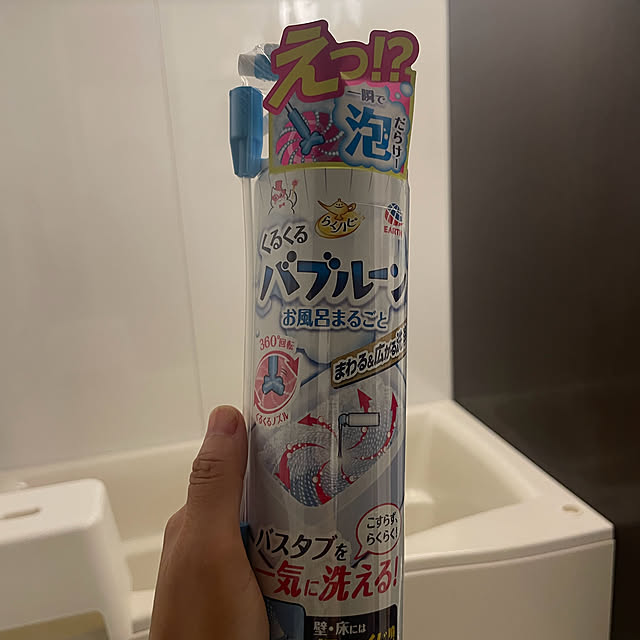 えっ!?
一瞬で
泡
だらけー
らくハピ
EARTH
くるくる
バブルーン
お風呂まるごと
360°回転
くるくるノズル
まわる&広がる洗
バスタブを
一気に洗える!
こすらず、
らくらく!
壁・床には